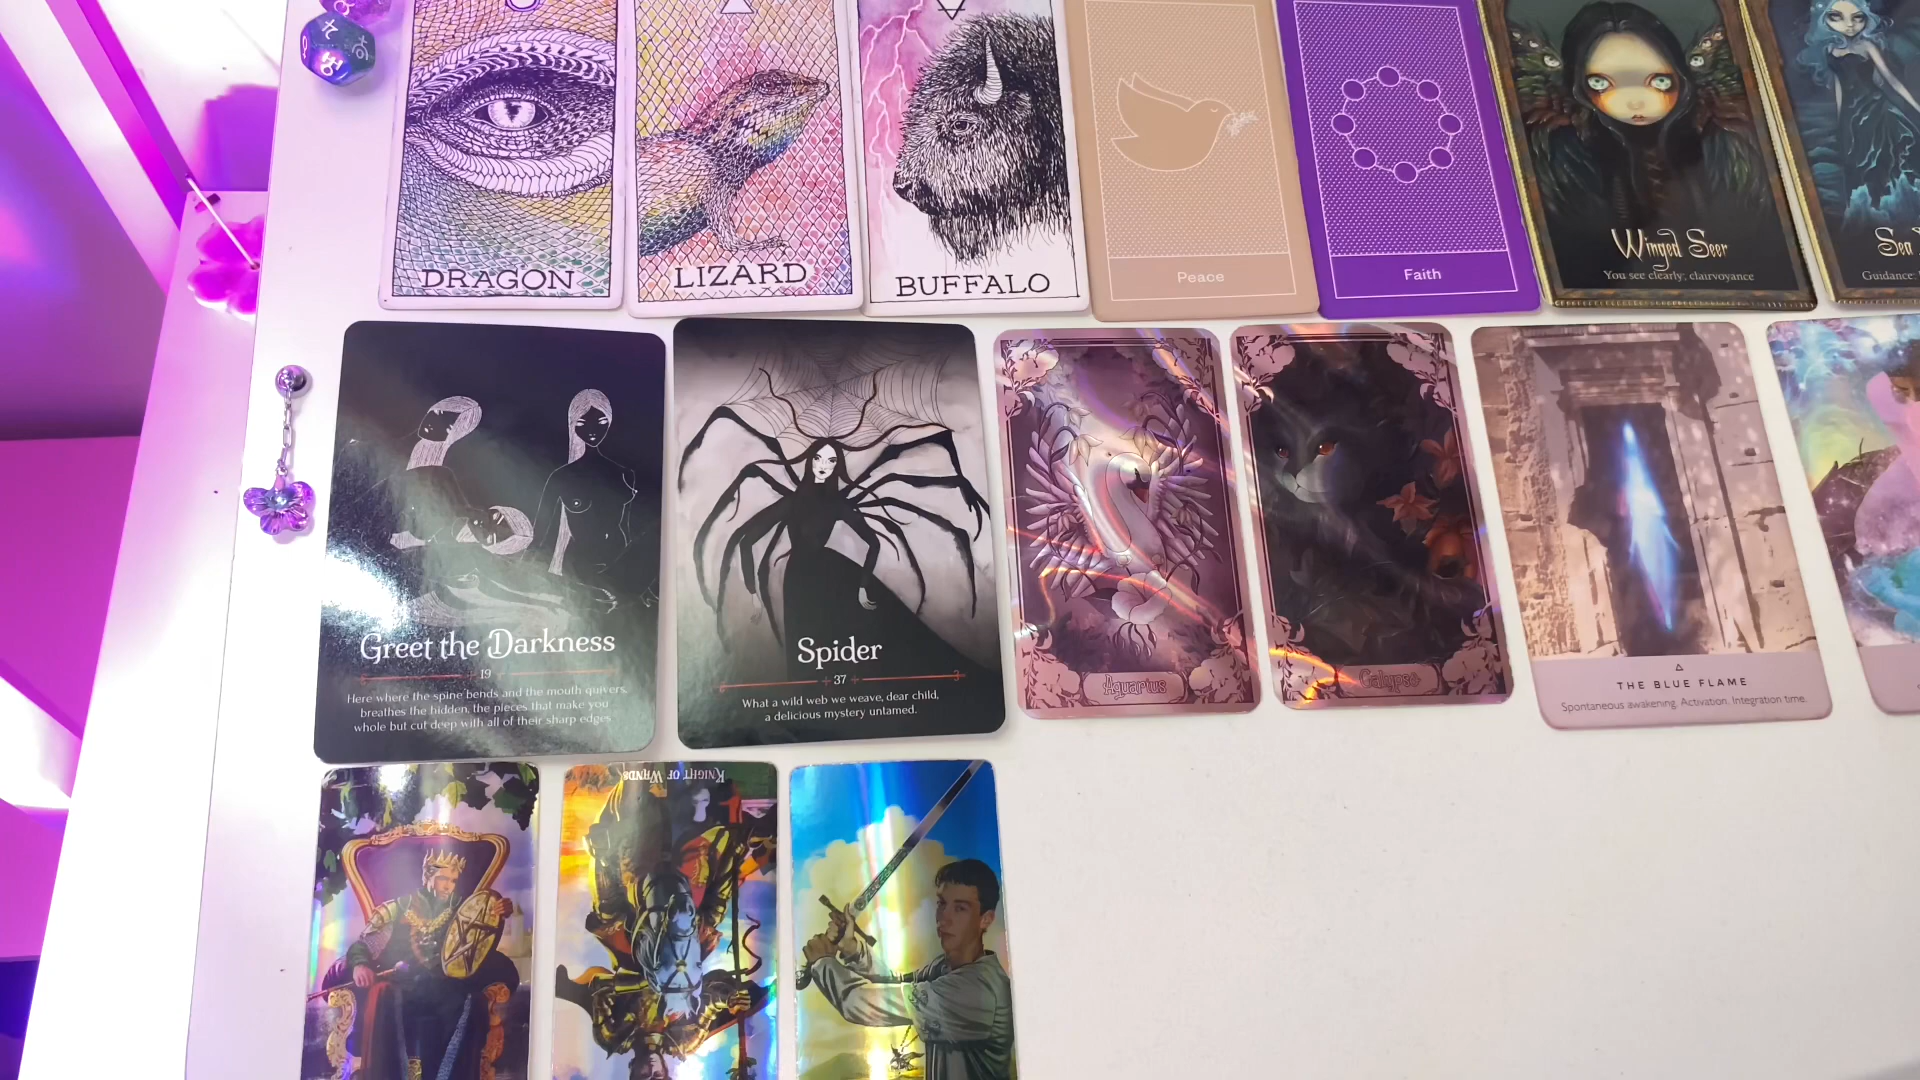 DRAGON
LIZARD
BUFFALO
Peace
Faith
Winged Seer
You see clearly, clairvoyance
Sea
Guidance:
Greet the Darkness
19
Here where the spine bends and the mouth quivers,
breathes the hidden, the pieces that make you
whole but cut deep with all of their sharp edges.
Spider
37
What a wild web we weave, dear child,
a delicious mystery untamed.
Aquarius
Calypso
THE BLUE FLAME
Spontaneous awakening. Activation. Integration time.
KNIGHT OF WANDS